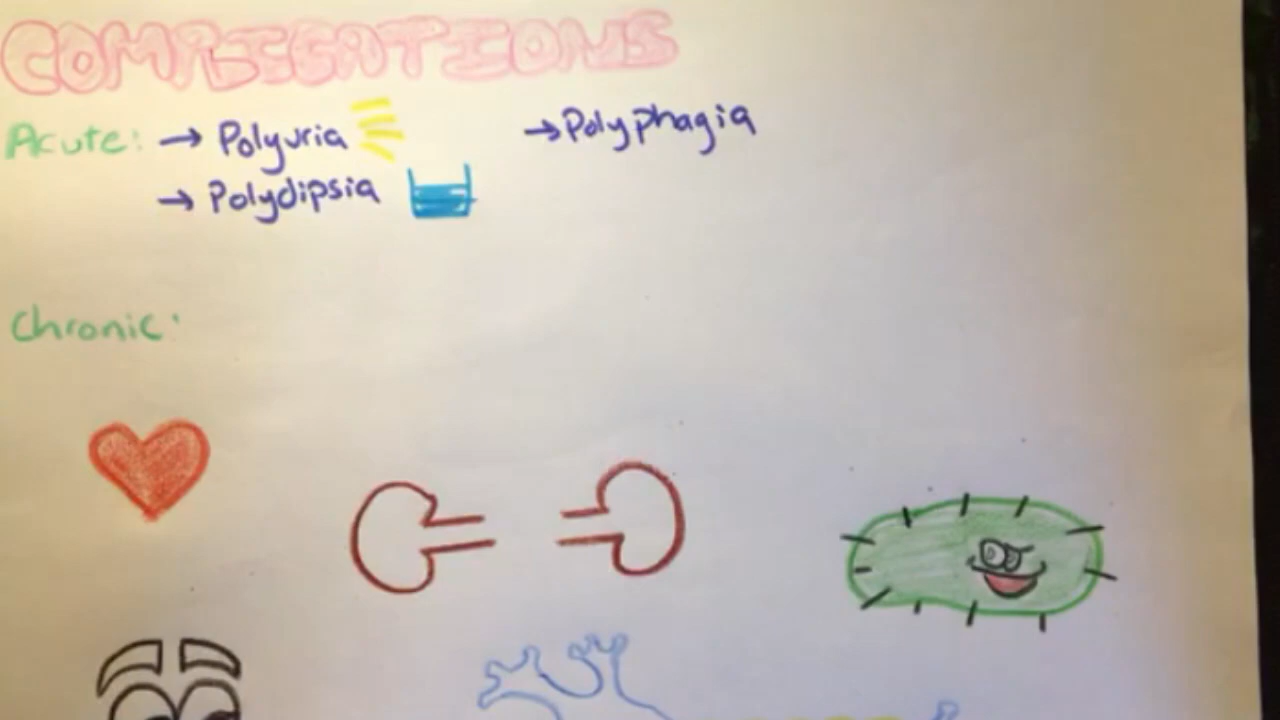 COMPLICATIONS
Acute: → Polyuria → Polyphagia
→ Polydipsia
Chronic: